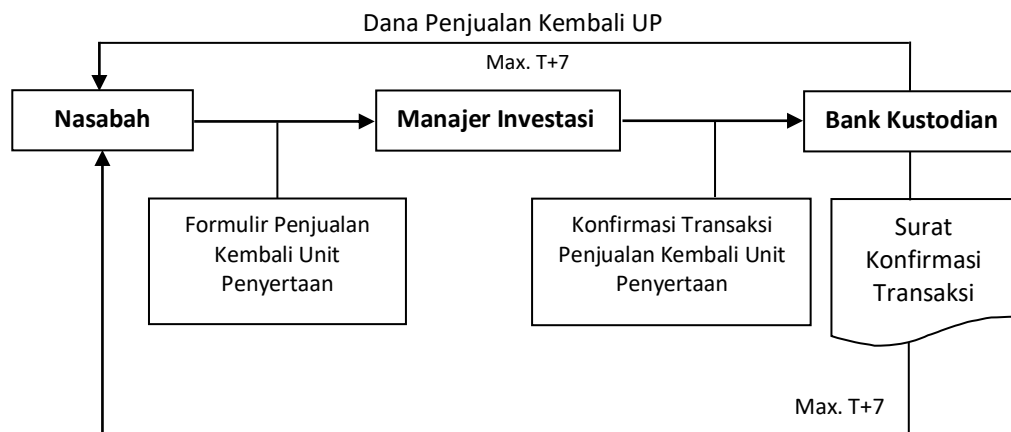 Dana Penjualan Kembali UP
Max. T+7
Nasabah
Manajer Investasi
Bank Kustodian
Formulir Penjualan
Kembali Unit
Penyertaan
Konfirmasi Transaksi
Penjualan Kembali Unit
Penyertaan
Surat
Konfirmasi
Transaksi
Max. T+7